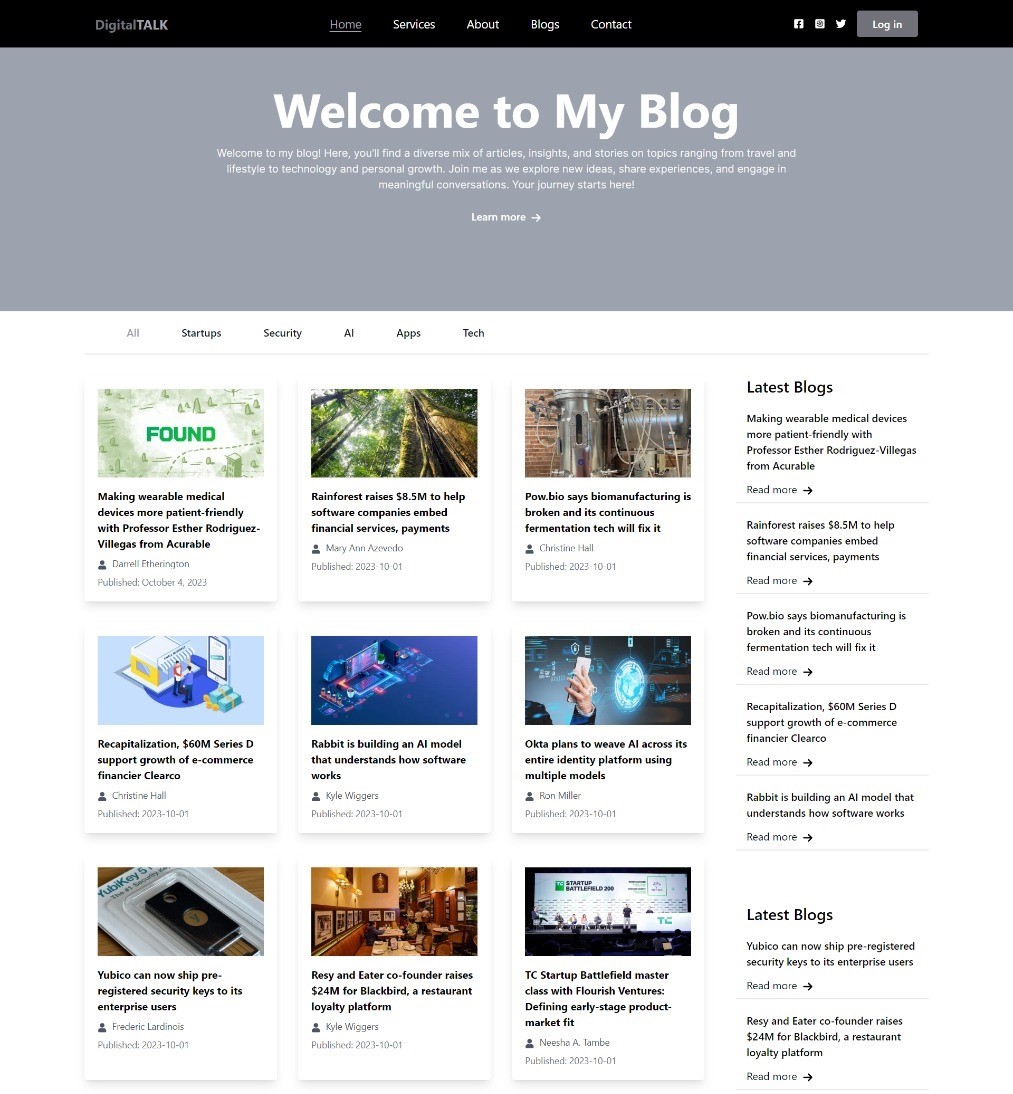 DigitalTALK
Home
Services
About
Blogs
Contact
Log in
Welcome to My Blog
Welcome to my blog! Here, you'll find a diverse mix of articles, insights, and stories on topics ranging from travel and
lifestyle to technology and personal growth. Join me as we explore new ideas, share experiences, and engage in
meaningful conversations. Your journey starts here!
Learn more
All
Startups
Security
AI
Apps
Tech
FOUND
Making wearable medical
devices more patient-friendly
with Professor Esther Rodriguez-
Villegas from Acurable
Darrell Etherington
Published: October 4, 2023
Rainforest raises $8.5M to help
software companies embed
financial services, payments
Mary Ann Azevedo
Published: 2023-10-01
Pow.bio says biomanufacturing is
broken and its continuous
fermentation tech will fix it
Christine Hall
Published: 2023-10-01
Recapitalization, $60M Series D
support growth of e-commerce
financier Clearco
Christine Hall
Published: 2023-10-01
Rabbit is building an AI model
that understands how software
works
Kyle Wiggers
Published: 2023-10-01
Okta plans to weave AI across its
entire identity platform using
multiple models
Ron Miller
Published: 2023-10-01
YubiKey 5
Yubico can now ship pre-
registered security keys to its
enterprise users
Frederic Lardinois
Published: 2023-10-01
Resy and Eater co-founder raises
$24M for Blackbird, a restaurant
loyalty platform
Kyle Wiggers
Published: 2023-10-01
TC STARTUP
BATTLEFIELD 200
TC
TC Startup Battlefield master
class with Flourish Ventures:
Defining early-stage product-
market fit
Neesha A. Tambe
Published: 2023-10-01
Latest Blogs
Making wearable medical devices
more patient-friendly with
Professor Esther Rodriguez-Villegas
from Acurable
Read more
Rainforest raises $8.5M to help
software companies embed
financial services, payments
Read more
Pow.bio says biomanufacturing is
broken and its continuous
fermentation tech will fix it
Read more
Recapitalization, $60M Series D
support growth of e-commerce
financier Clearco
Read more
Rabbit is building an AI model that
understands how software works
Read more
Latest Blogs
Yubico can now ship pre-registered
security keys to its enterprise users
Read more
Resy and Eater co-founder raises
$24M for Blackbird, a restaurant
loyalty platform
Read more